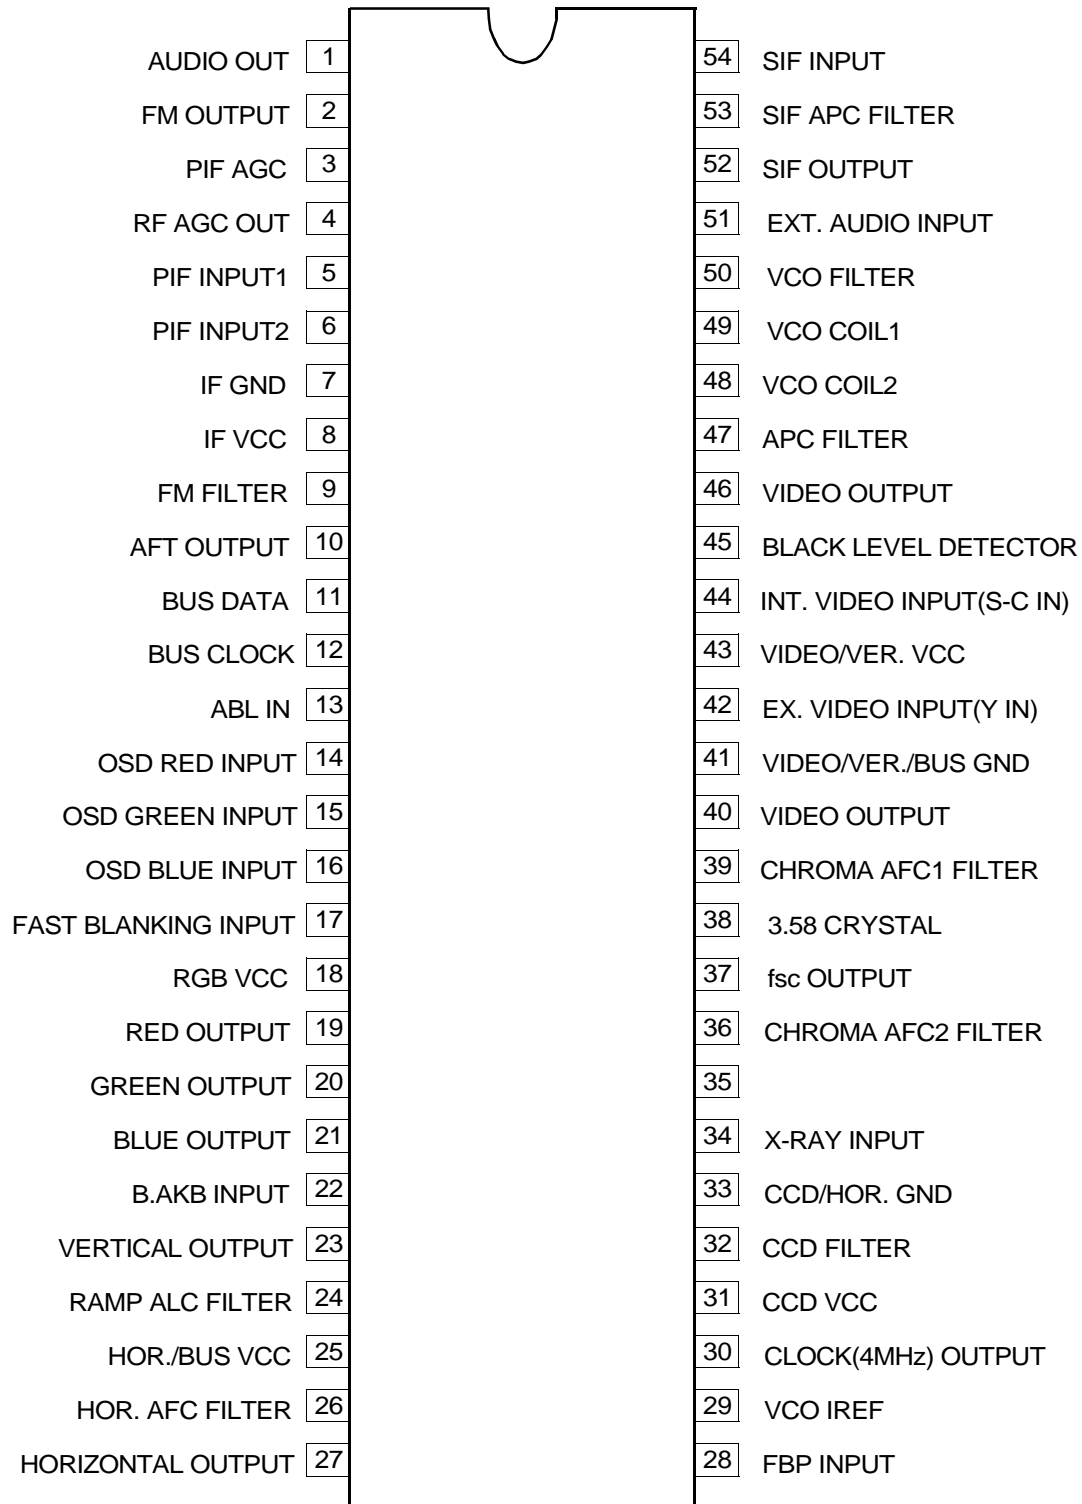 AUDIO OUT 1 54 SIF INPUT
FM OUTPUT 2 53 SIF APC FILTER
PIF AGC 3 52 SIF OUTPUT
RF AGC OUT 4 51 EXT. AUDIO INPUT
PIF INPUT1 5 50 VCO FILTER
PIF INPUT2 6 49 VCO COIL1
IF GND 7 48 VCO COIL2
IF VCC 8 47 APC FILTER
FM FILTER 9 46 VIDEO OUTPUT
AFT OUTPUT 10 45 BLACK LEVEL DETECTOR
BUS DATA 11 44 INT. VIDEO INPUT(S-C IN)
BUS CLOCK 12 43 VIDEO/VER. VCC
ABL IN 13 42 EX. VIDEO INPUT(Y IN)
OSD RED INPUT 14 41 VIDEO/VER./BUS GND
OSD GREEN INPUT 15 40 VIDEO OUTPUT
OSD BLUE INPUT 16 39 CHROMA AFC1 FILTER
FAST BLANKING INPUT 17 38 3.58 CRYSTAL
RGB VCC 18 37 fsc OUTPUT
RED OUTPUT 19 36 CHROMA AFC2 FILTER
GREEN OUTPUT 20 35
BLUE OUTPUT 21 34 X-RAY INPUT
B.AKB INPUT 22 33 CCD/HOR. GND
VERTICAL OUTPUT 23 32 CCD FILTER
RAMP ALC FILTER 24 31 CCD VCC
HOR./BUS VCC 25 30 CLOCK(4MHz) OUTPUT
HOR. AFC FILTER 26 29 VCO IREF
HORIZONTAL OUTPUT 27 28 FBP INPUT